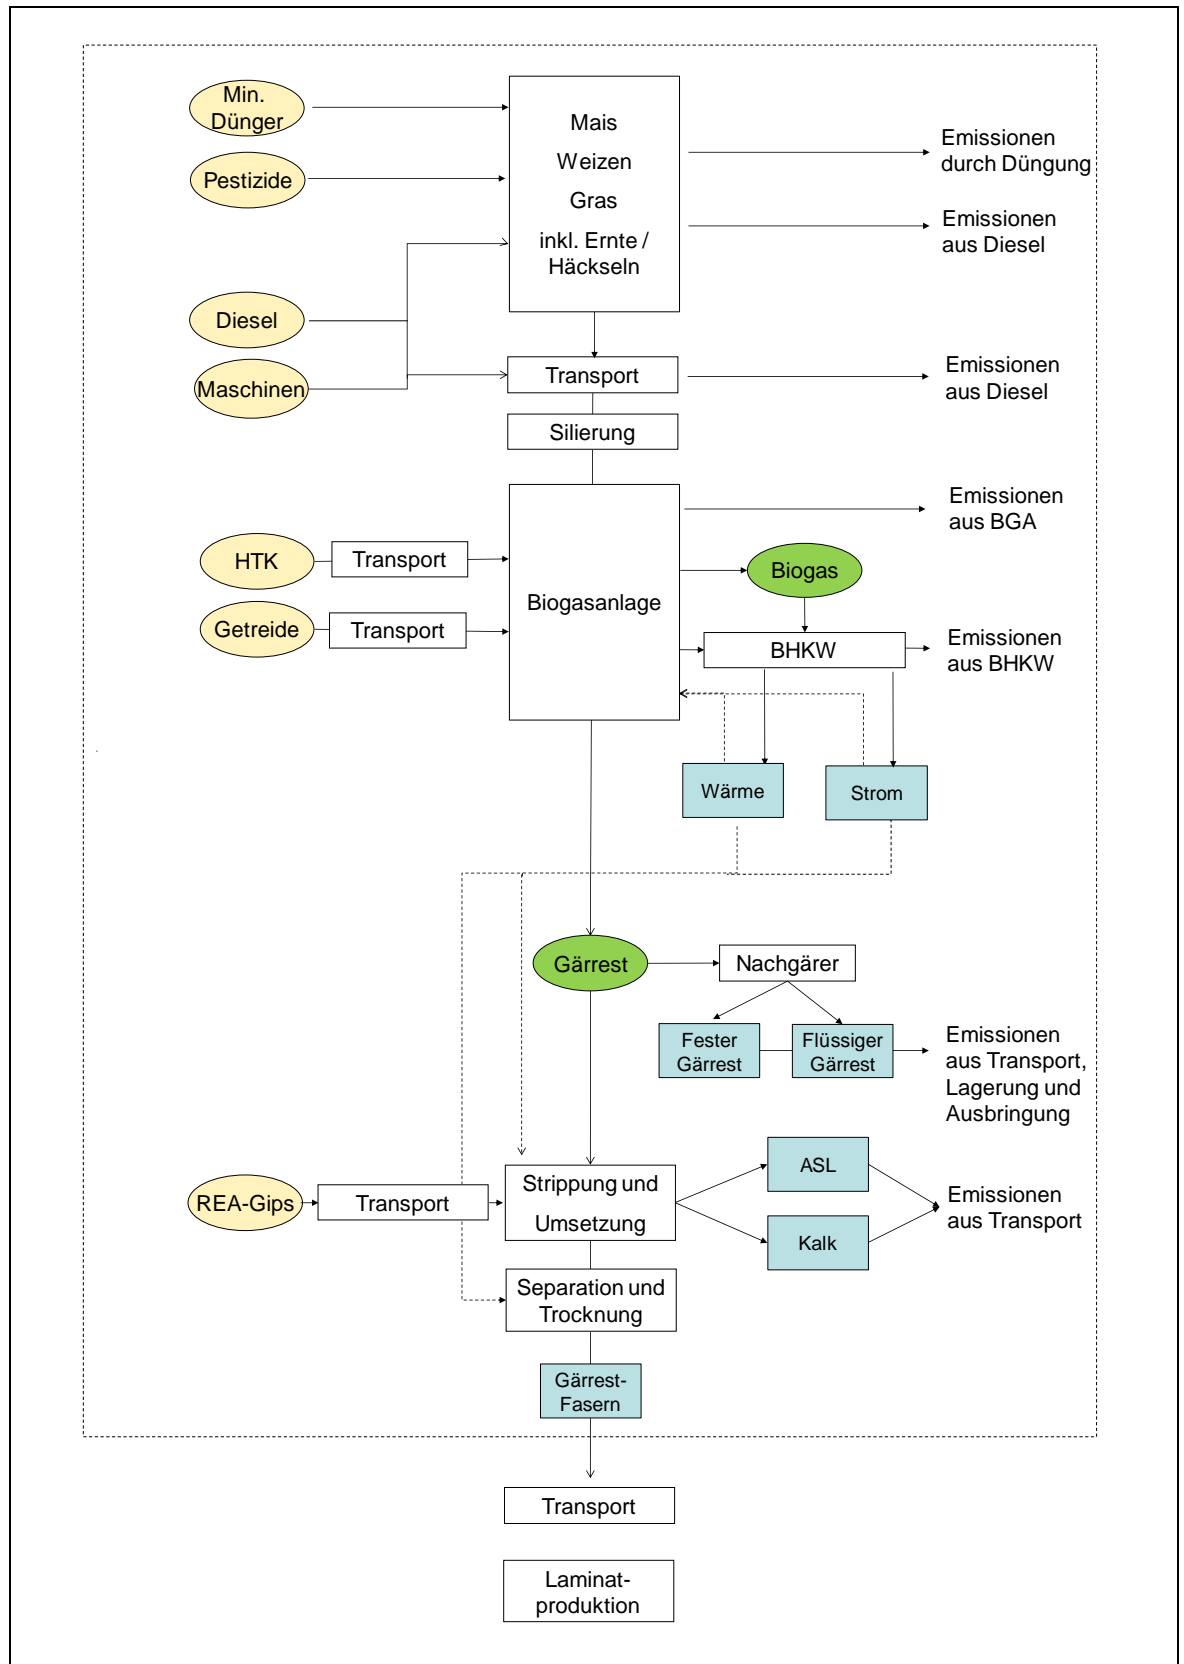 Min.
Dünger
Pestizide
Mais
Weizen
Gras
inkl. Ernte /
Häckseln
Emissionen
durch Düngung
Emissionen
aus Diesel
Diesel
Maschinen
Transport
Emissionen
aus Diesel
Silierung
Emissionen
aus BGA
HTK
Transport
Biogas
Getreide
Transport
Biogasanlage
BHKW
Emissionen
aus BHKW
Wärme
Strom
Gärrest
Nachgärer
Fester
Gärrest
Flüssiger
Gärrest
Emissionen
aus Transport,
Lagerung und
Ausbringung
REA-Gips
Transport
Strippung und
Umsetzung
ASL
Kalk
Emissionen
aus Transport
Separation und
Trocknung
Gärrest-
Fasern
Transport
Laminat-
produktion